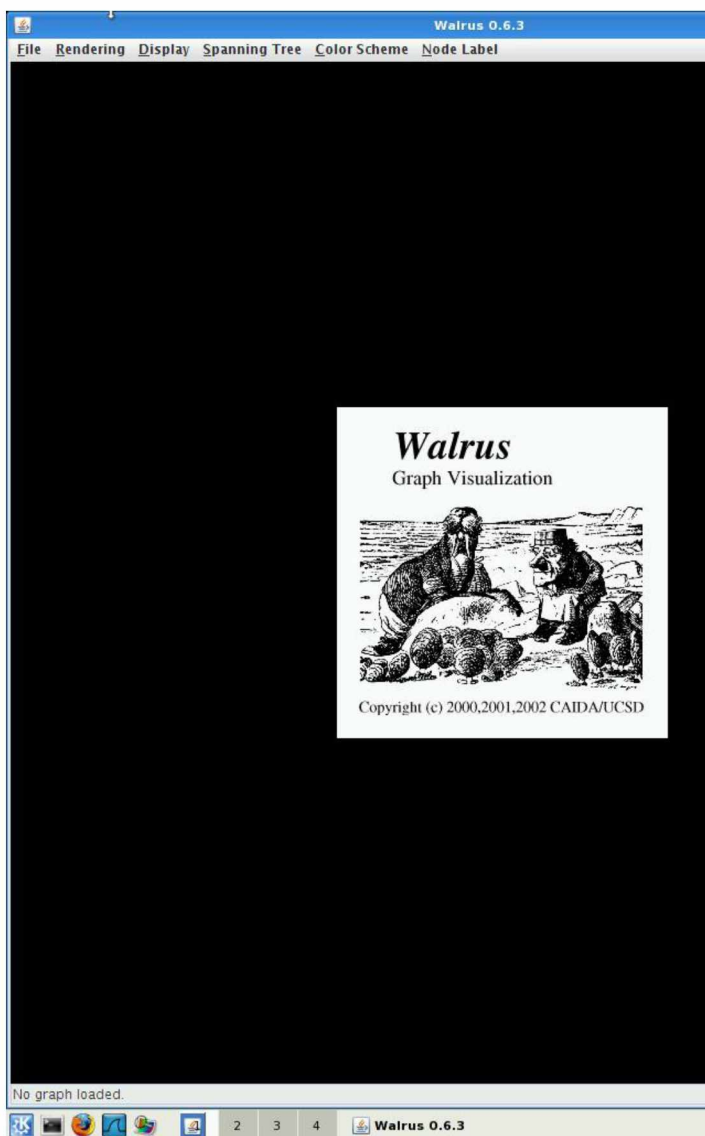 Walrus 0.6.3
File Rendering Display Spanning Tree Color Scheme Node Label
Walrus
Graph Visualization
Copyright (c) 2000,2001,2002 CAIDA/UCSD
No graph loaded.
2 3 4 Walrus 0.6.3